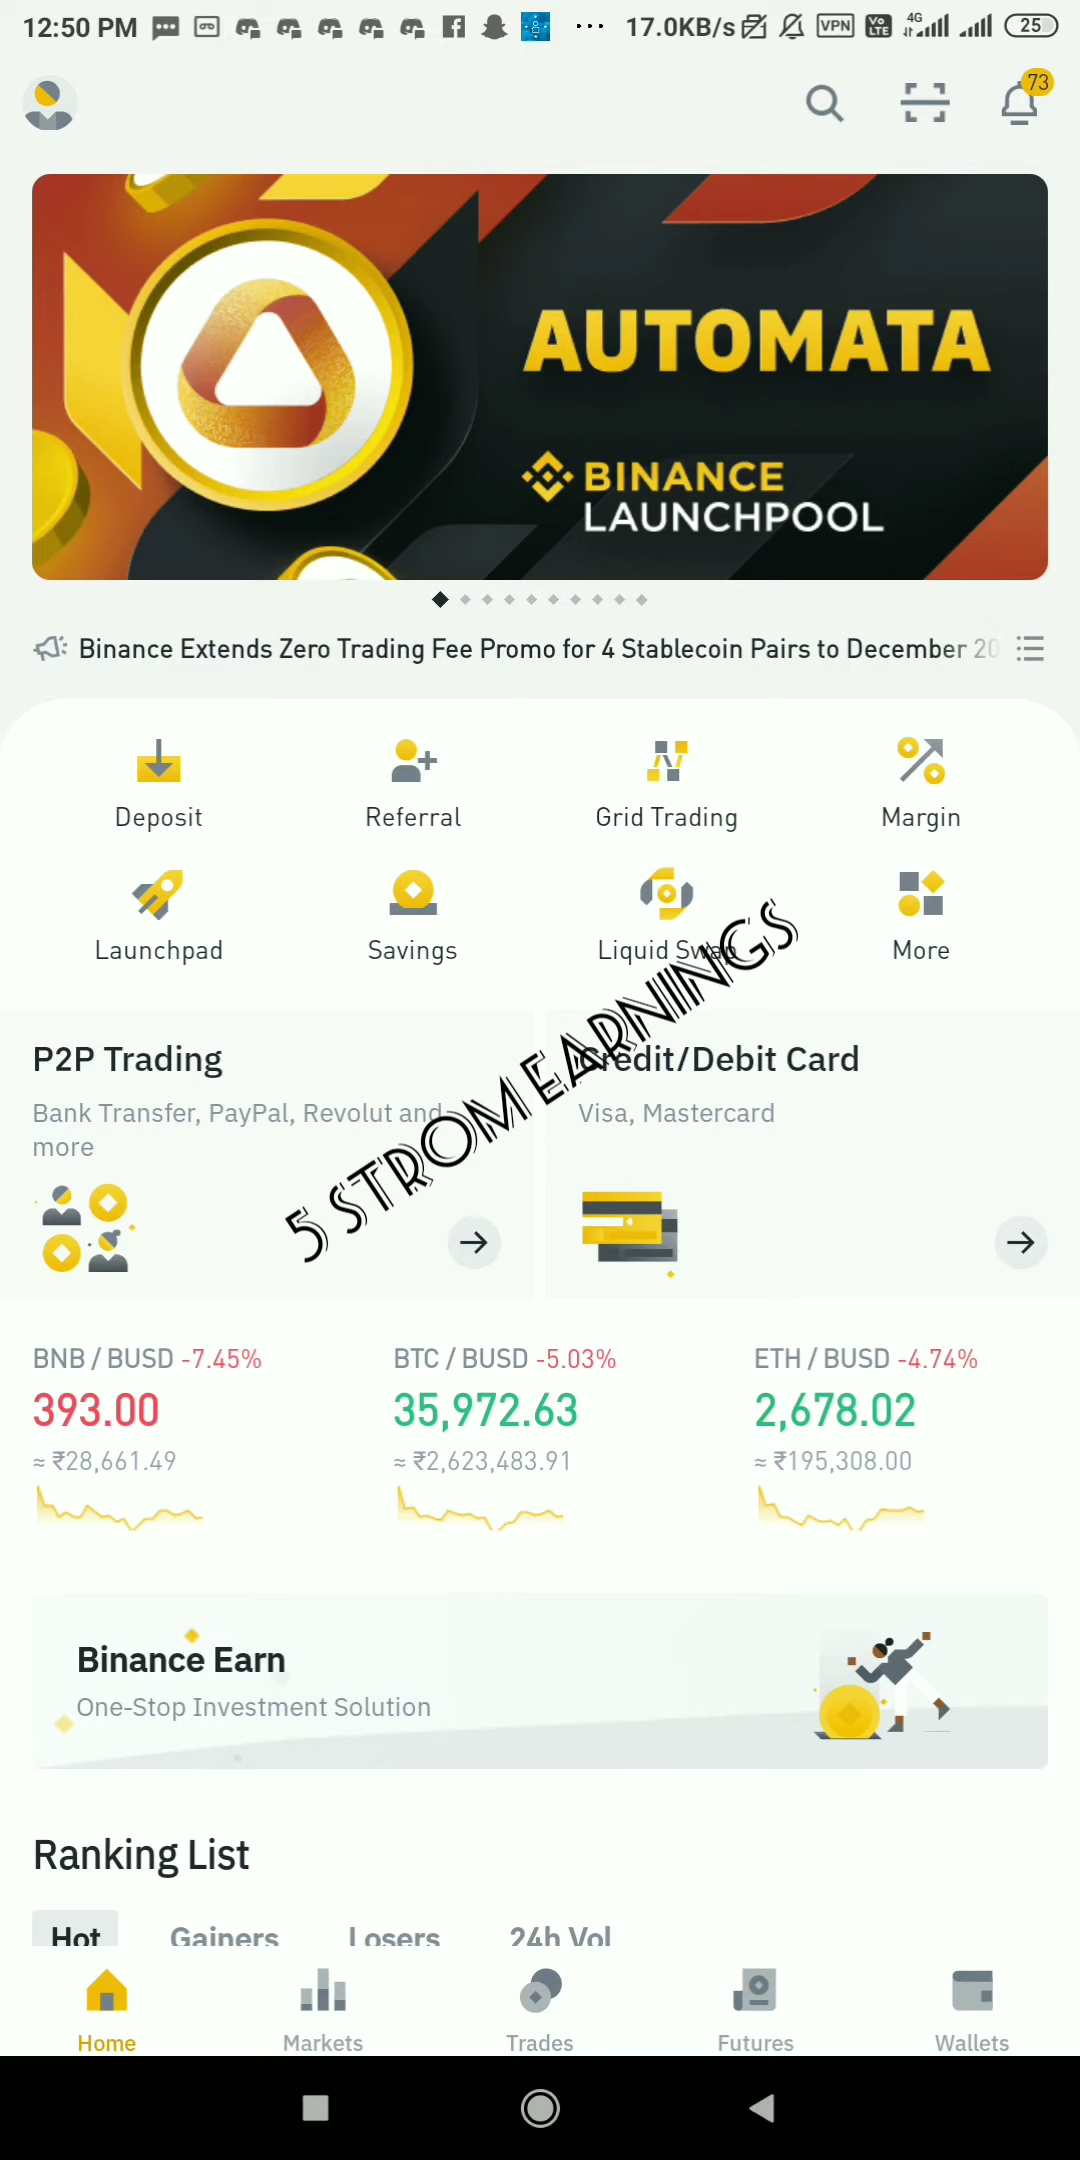 12:50 PM
17.0KB/s
VPN
Vo
LTE
4G
25
73
AUTOMATA
BINANCE
LAUNCHPOOL
Binance Extends Zero Trading Fee Promo for 4 Stablecoin Pairs to December 20
Deposit
Referral
Grid Trading
Margin
Launchpad
Savings
Liquid Swap
More
5 STROM EARNINGS
P2P Trading
Bank Transfer, PayPal, Revolut and
more
Credit/Debit Card
Visa, Mastercard
BNB / BUSD -7.45%
393.00
≈ ₹28,661.49
BTC / BUSD -5.03%
35,972.63
≈ ₹2,623,483.91
ETH / BUSD -4.74%
2,678.02
≈ ₹195,308.00
Binance Earn
One-Stop Investment Solution
Ranking List
Hot
Gainers
Losers
24h Vol
Home
Markets
Trades
Futures
Wallets